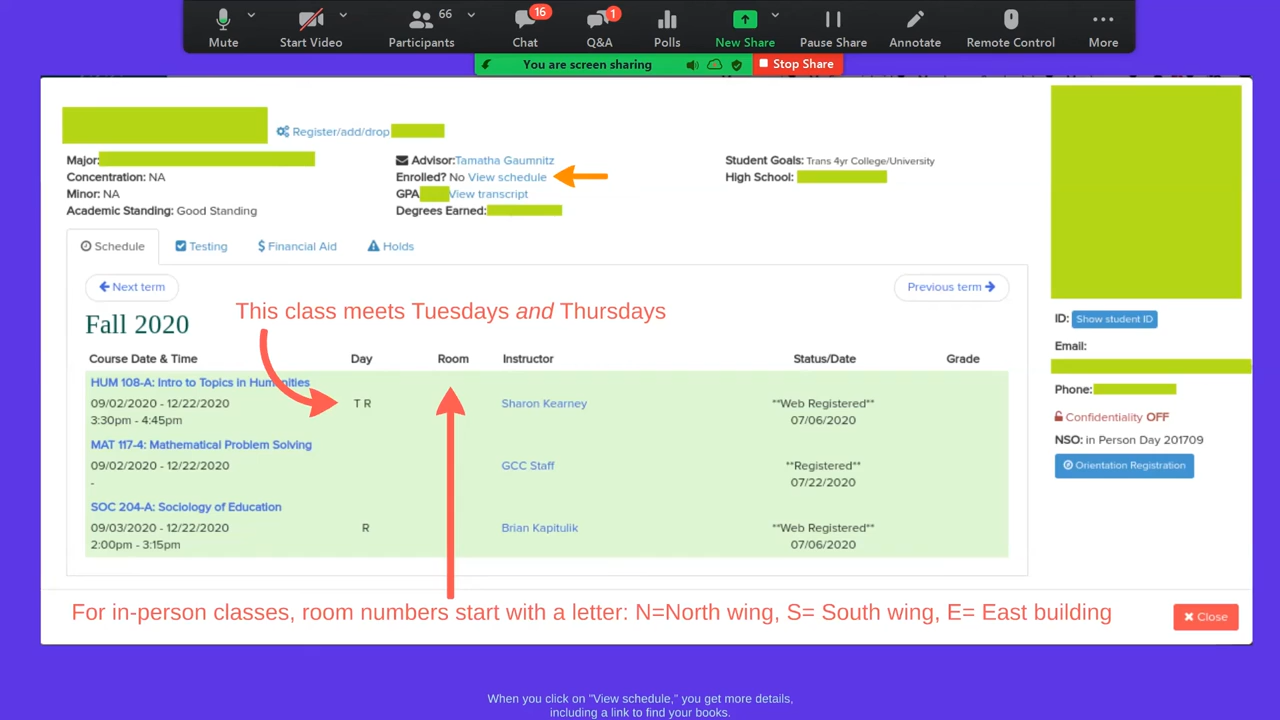 66
16
1
Mute
Start Video
Participants
Chat
Q&A
Polls
New Share
Pause Share
Annotate
Remote Control
More
You are screen sharing
Stop Share
Register/add/drop
Major:
Concentration: NA
Minor: NA
Academic Standing: Good Standing
Advisor:Tamatha Gaumnitz
Enrolled? No View schedule
GPA View transcript
Degrees Earned:
Student Goals: Trans 4yr College/University
High School:
Schedule Testing $ Financial Aid Holds
Next term
Previous term
This class meets Tuesdays and Thursdays
Fall 2020
Course Date & Time Day Room Instructor Status/Date Grade
HUM 108-A: Intro to Topics in Humanities
09/02/2020 - 12/22/2020 T R Sharon Kearney **Web Registered**
3:30pm - 4:45pm 07/06/2020
MAT 117-4: Mathematical Problem Solving
09/02/2020 - 12/22/2020 GCC Staff **Registered**
- 07/22/2020
SOC 204-A: Sociology of Education
09/03/2020 - 12/22/2020 R Brian Kapitulik **Web Registered**
2:00pm - 3:15pm 07/06/2020
ID: Show student ID
Email:
Phone:
Confidentiality OFF
NSO: in Person Day 201709
Orientation Registration
For in-person classes, room numbers start with a letter: N=North wing, S= South wing, E= East building
Close
When you click on "View schedule," you get more details,
including a link to find your books.